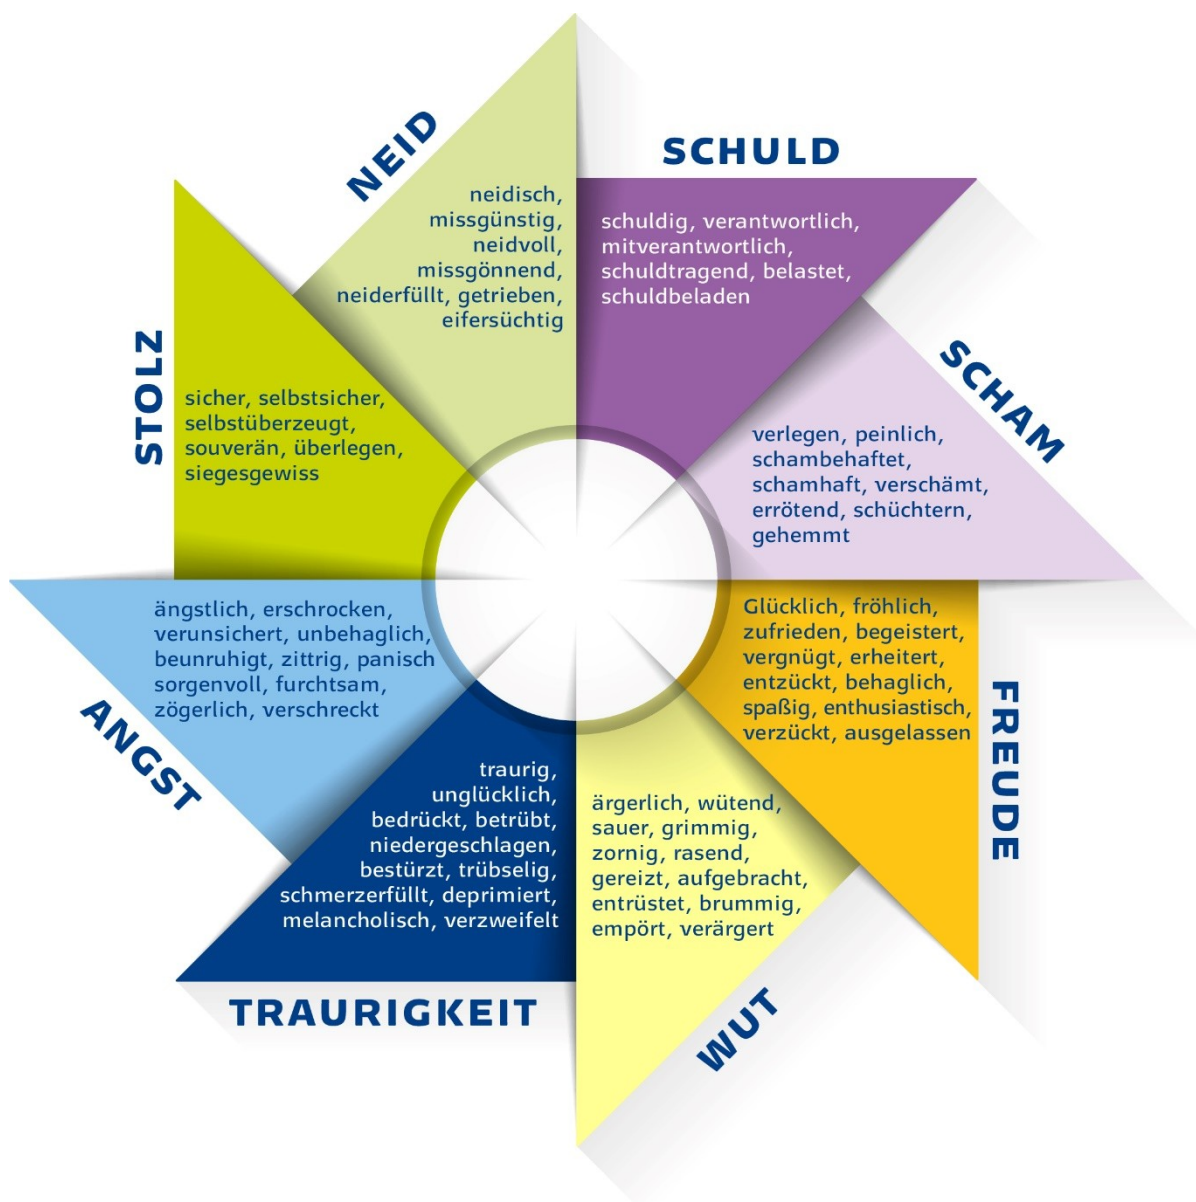 NEID
neidisch,
missgünstig,
neidvoll,
missgönnend,
neiderfüllt, getrieben,
eifersüchtig
SCHULD
schuldig, verantwortlich,
mitverantwortlich,
schuldtragend, belastet,
schuldbeladen
SCHAM
verlegen, peinlich,
schambehaftet,
schamhaft, verschämt,
errötend, schüchtern,
gehemmt
FREUDE
Glücklich, fröhlich,
zufrieden, begeistert,
vergnügt, erheitert,
entzückt, behaglich,
spaßig, enthusiastisch,
verzückt, ausgelassen
WUT
ärgerlich, wütend,
sauer, grimmig,
zornig, rasend,
gereizt, aufgebracht,
entrüstet, brummig,
empört, verärgert
TRAURIGKEIT
traurig,
unglücklich,
bedrückt, betrübt,
niedergeschlagen,
bestürzt, trübselig,
schmerzerfüllt, deprimiert,
melancholisch, verzweifelt
ANGST
ängstlich, erschrocken,
verunsichert, unbehaglich,
beunruhigt, zittrig, panisch
sorgenvoll, furchtsam,
zögerlich, verschreckt
STOLZ
sicher, selbstsicher,
selbstüberzeugt,
souverän, überlegen,
siegesgewiss